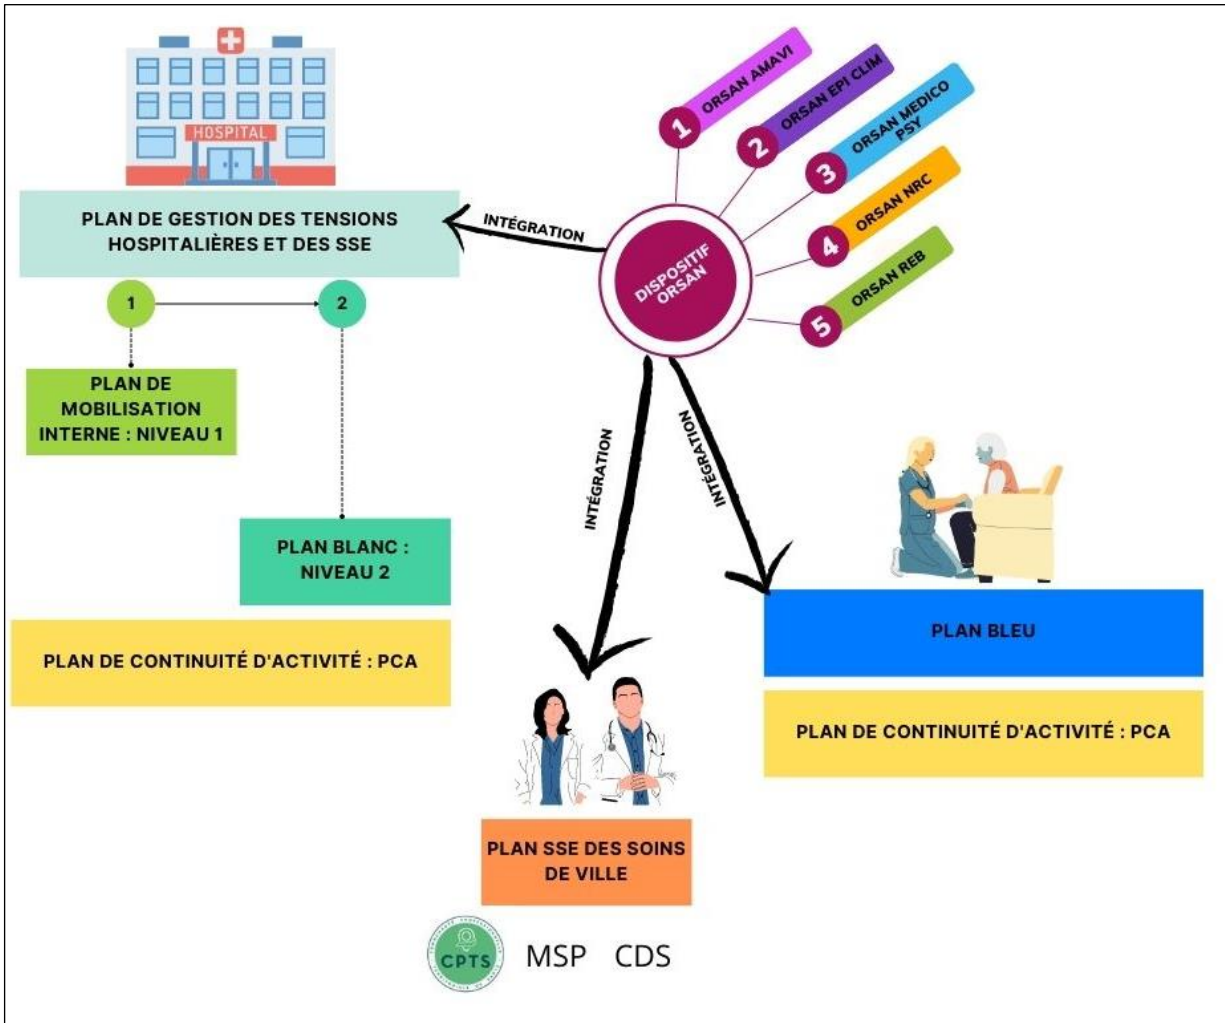 HOSPITAL
PLAN DE GESTION DES TENSIONS
HOSPITALIÈRES ET DES SSE
1
2
PLAN DE
MOBILISATION
INTERNE : NIVEAU 1
PLAN BLANC :
NIVEAU 2
PLAN DE CONTINUITÉ D'ACTIVITÉ : PCA
INTÉGRATION
DISPOSITIF
ORSAN
1
ORSAN AMAVI
2
ORSAN EPI CLIM
3
ORSAN MEDICO
PSY
4
ORSAN NRC
5
ORSAN REB
INTÉGRATION
INTÉGRATION
PLAN BLEU
PLAN DE CONTINUITÉ D'ACTIVITÉ : PCA
PLAN SSE DES SOINS
DE VILLE
CPTS
MSP CDS